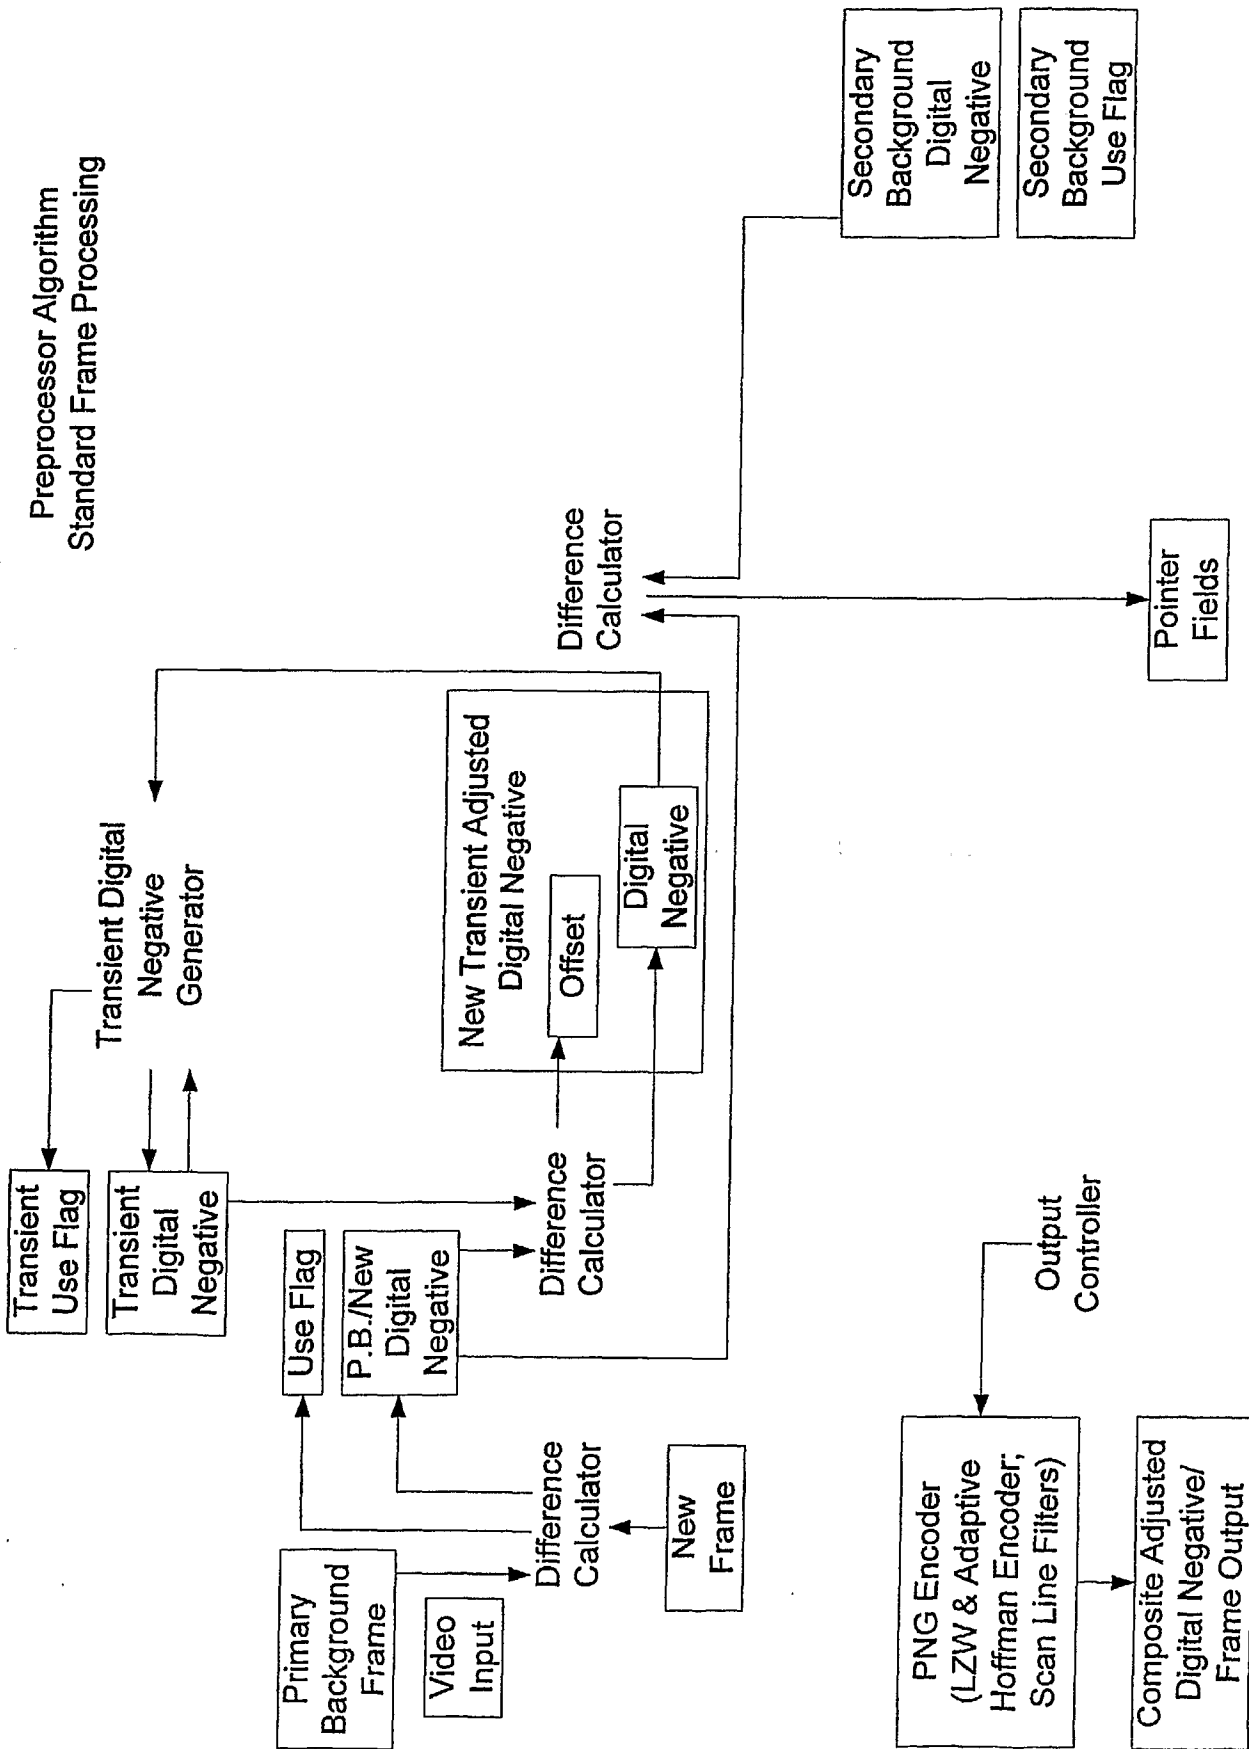 Preprocessor Algorithm
Standard Frame Processing
Transient
Use Flag
Transient
Digital
Negative
Transient Digital
Negative
Generator
Primary
Background
Frame
Video
Input
Use Flag
P.B./New
Digital
Negative
New Transient Adjusted
Digital Negative
Offset
Digital
Negative
Difference
Calculator
Difference
Calculator
Difference
Calculator
New
Frame
Secondary
Background
Digital
Negative
Secondary
Background
Use Flag
PNG Encoder
(LZW & Adaptive
Hoffman Encoder;
Scan Line Filters)
Output
Controller
Composite Adjusted
Digital Negative/
Frame Output
Pointer
Fields